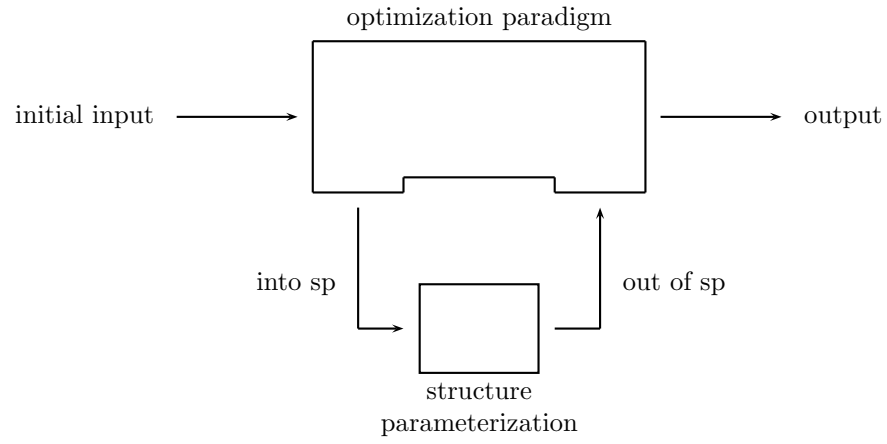 optimization paradigm
initial input
output
into sp
out of sp
structure
parameterization